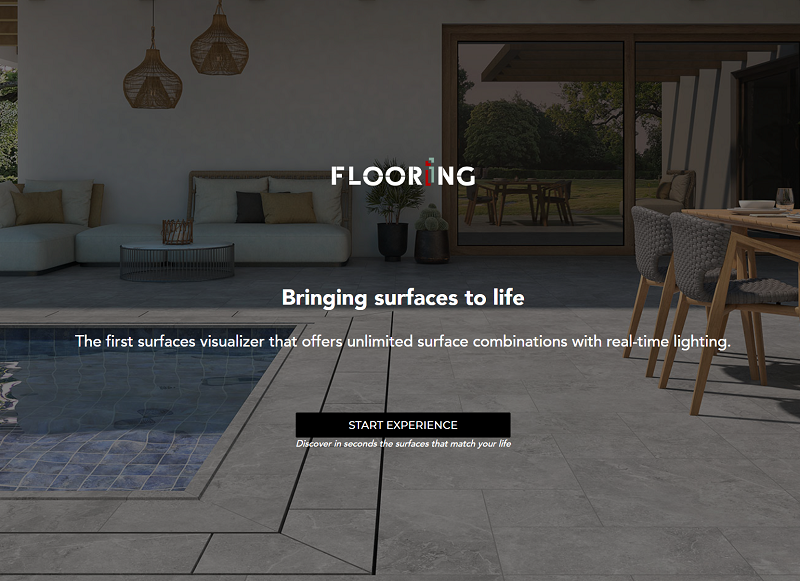 FLOORiNG
Bringing surfaces to life
The first surfaces visualizer that offers unlimited surface combinations with real-time lighting.
START EXPERIENCE
Discover in seconds the surfaces that match your life